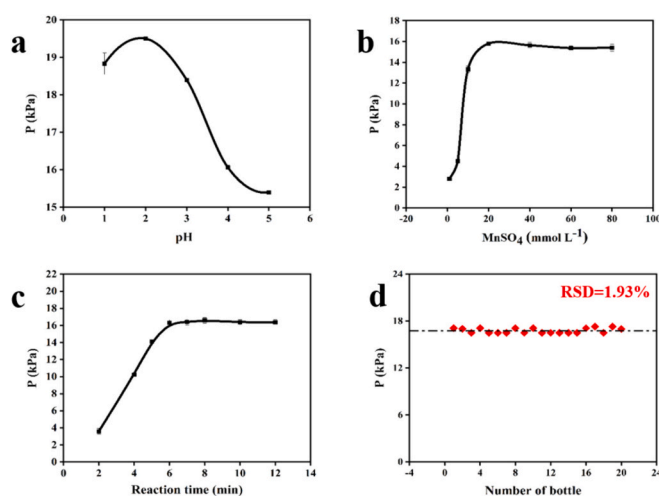 a
20
19
18
17
16
15
P (kPa)
0 1 2 3 4 5 6
pH
b
18
16
14
12
10
8
6
4
2
0
P (kPa)
-20 0 20 40 60 80 100
MnSO4 (mmol L-1)
c
22
20
18
16
14
12
10
8
6
4
2
0
P (kPa)
0 2 4 6 8 10 12 14
Reaction time (min)
d
RSD=1.93%
24
18
12
6
0
P (kPa)
-4 0 4 8 12 16 20 24
Number of bottle